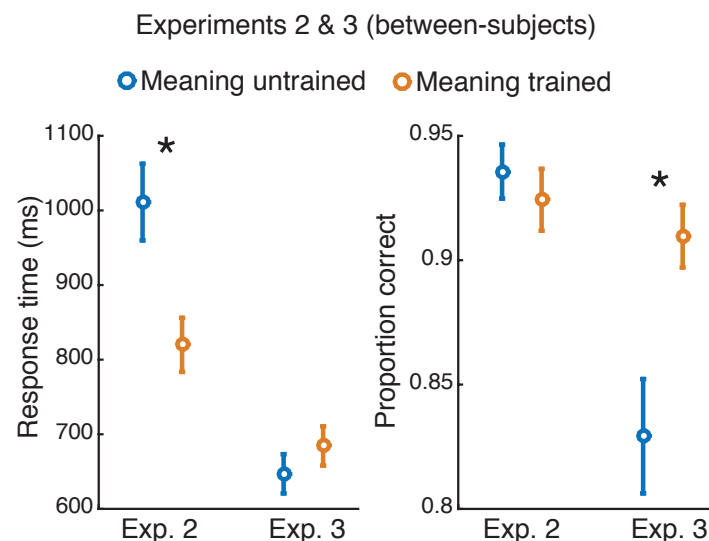 Experiments 2 & 3 (between-subjects)
Meaning untrained Meaning trained
Response time (ms)
1100
1000
900
800
700
600
Exp. 2 Exp. 3
*
Proportion correct
0.95
0.9
0.85
0.8
Exp. 2 Exp. 3
*